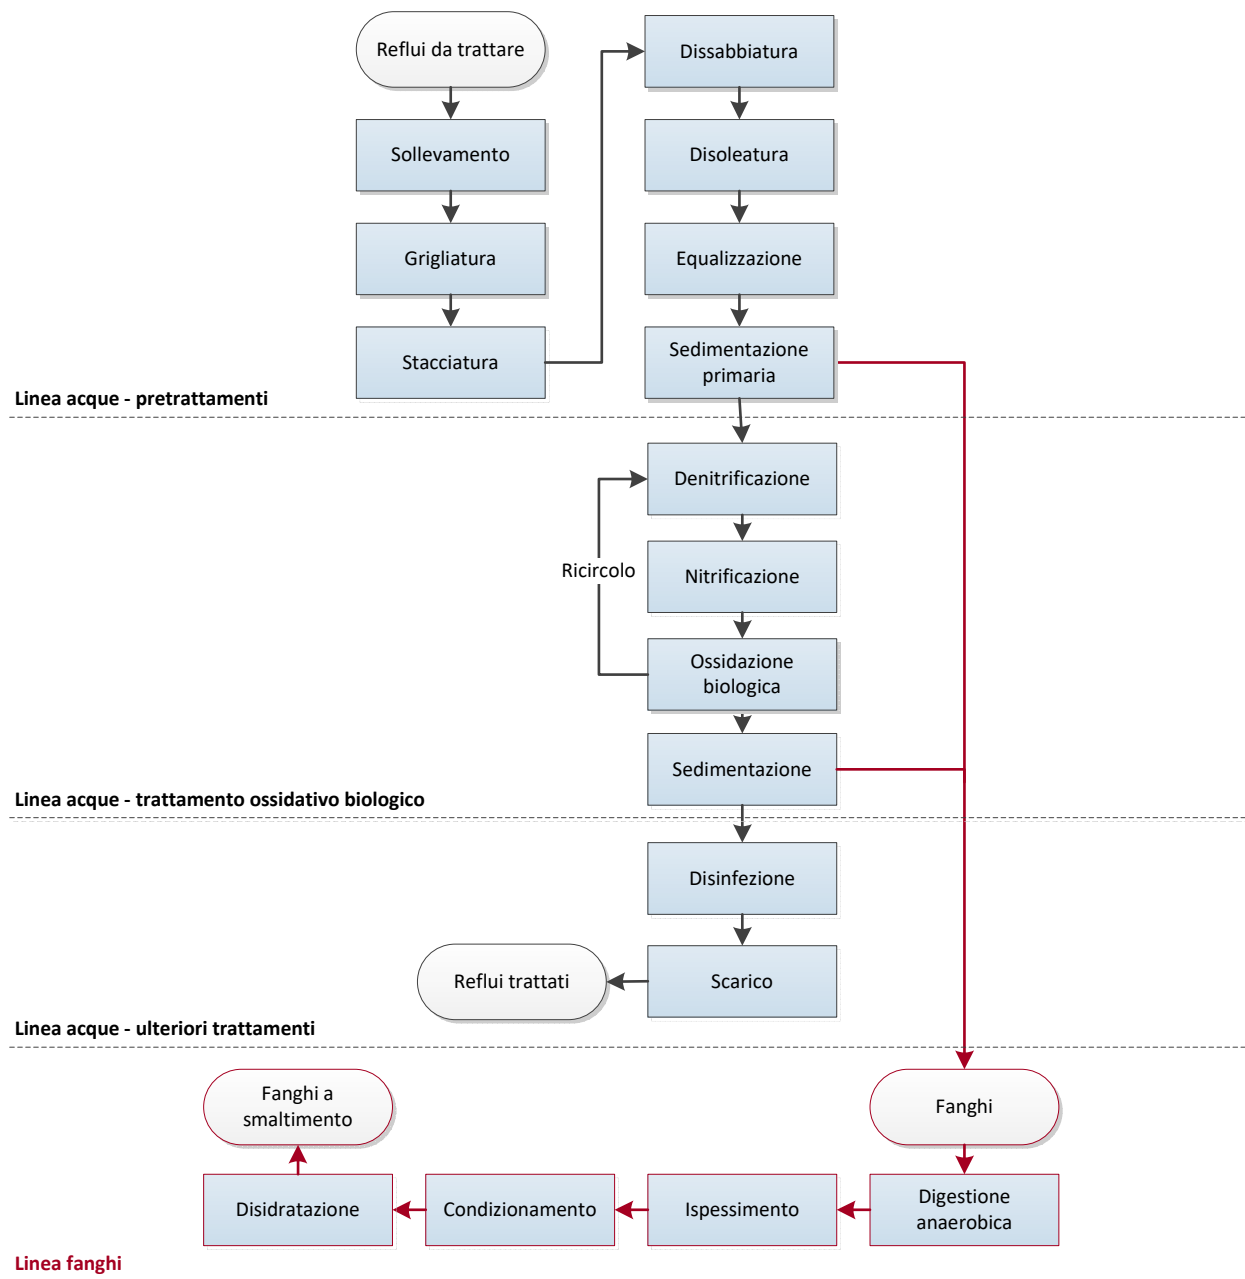 Reflui da trattare
Sollevamento
Grigliatura
Stacciatura
Dissabbiatura
Disoleatura
Equalizzazione
Sedimentazione
primaria
Linea acque - pretrattamenti
Denitrificazione
Ricircolo
Nitrificazione
Ossidazione
biologica
Sedimentazione
Linea acque - trattamento ossidativo biologico
Disinfezione
Scarico
Reflui trattati
Linea acque - ulteriori trattamenti
Fanghi
Digestione
anaerobica
Ispessimento
Condizionamento
Disidratazione
Fanghi a
smaltimento
Linea fanghi